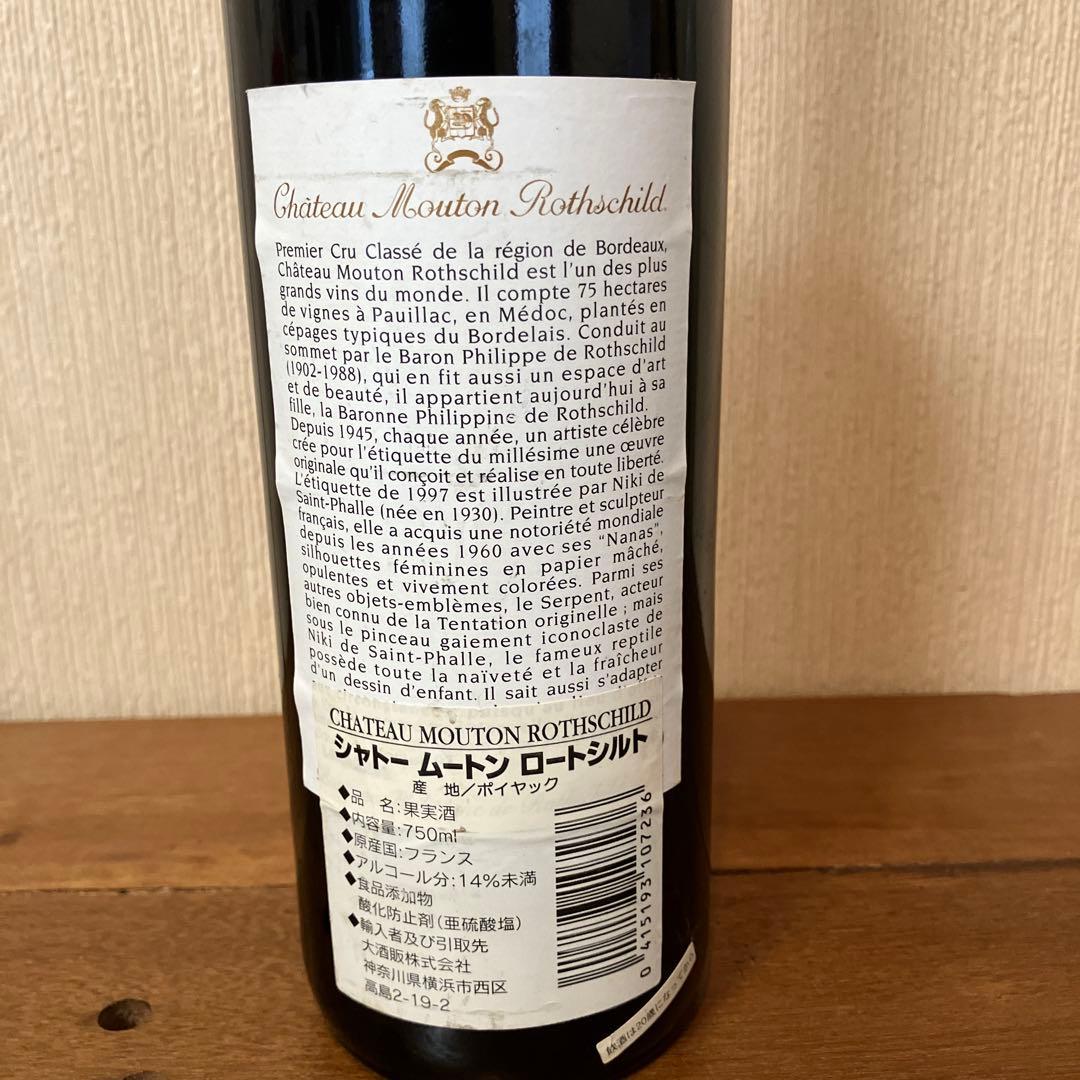 Château Mouton Rothschild
Premier Cru Classé de la région de Bordeaux,
Château Mouton Rothschild est l'un des plus
grands vins du monde. Il compte 75 hectares
de vignes à Pauillac, en Médoc, plantés en
cépages typiques du Bordelais. Conduit au
sommet par le Baron Philippe de Rothschild
(1902-1988), qui en fit aussi un espace d'art
et de beauté, il appartient aujourd'hui à sa
fille, la Baronne Philippine de Rothschild.
Depuis 1945, chaque année, un artiste célèbre
crée pour l'étiquette du millésime une œuvre
originale qu'il conçoit et réalise en toute liberté.
L'étiquette de 1997 est illustrée par Niki de
Saint-Phalle (née en 1930). Peintre et sculpteur
français, elle a acquis une notoriété mondiale
depuis les années 1960 avec ses "Nanas",
silhouettes féminines en papier mâché,
opulentes et vivement colorées. Parmi ses
autres objets-emblèmes, le Serpent, acteur
bien connu de la Tentation originelle ; mais
sous le pinceau gaiement iconoclaste de
Niki de Saint-Phalle, le fameux reptile
possède toute la naïveté et la fraîcheur
d'un dessin d'enfant. Il sait aussi s'adapter
CHATEAU MOUTON ROTHSCHILD
シャトー ムートン ロートシルト
産 地／ポイヤック
◆品 名：果実酒
◆内容量：750ml
◆原産国：フランス
◆アルコール分：14%未満
◆食品添加物
酸化防止剤（亜硫酸塩）
◆輸入者及び引取先
大酒販株式会社
神奈川県横浜市西区
高島2-19-2
0 415193 107236
飲酒は20歳になってから